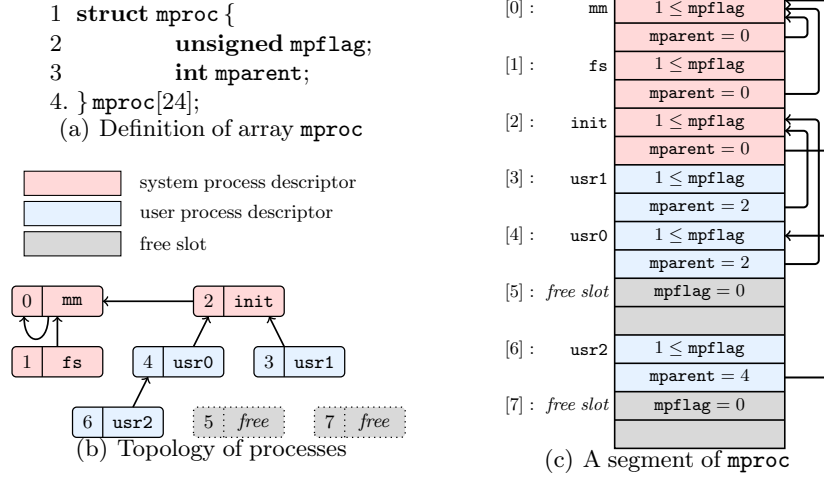 1 struct mproc {
2 unsigned mpflag;
3 int mparent;
4. } mproc[24];
(a) Definition of array mproc
system process descriptor
user process descriptor
free slot
0 mm
2 init
1 fs
4 usr0
3 usr1
6 usr2
5 free
7 free
(b) Topology of processes
[0] : mm 1 ≤ mpflag
mparent = 0
[1] : fs 1 ≤ mpflag
mparent = 0
[2] : init 1 ≤ mpflag
mparent = 0
[3] : usr1 1 ≤ mpflag
mparent = 2
[4] : usr0 1 ≤ mpflag
mparent = 2
[5] : free slot mpflag = 0
[6] : usr2 1 ≤ mpflag
mparent = 4
[7] : free slot mpflag = 0
(c) A segment of mproc